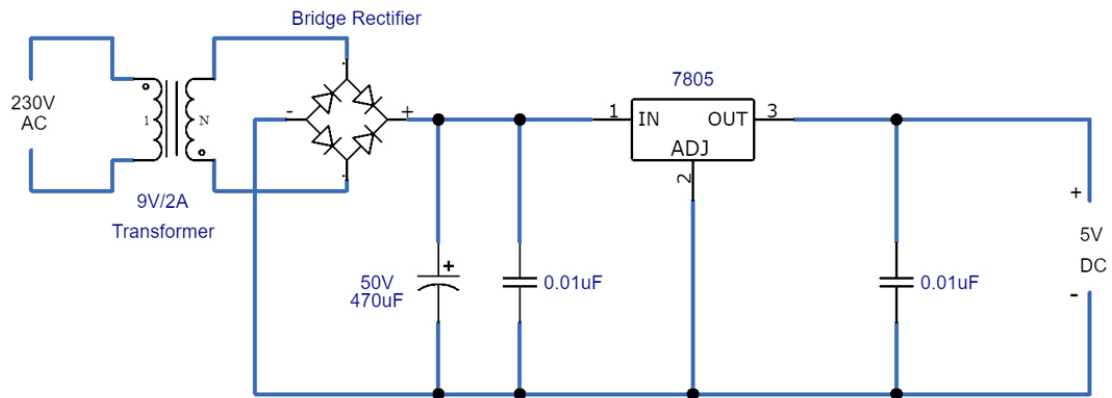 Bridge Rectifier
230V
AC
1
N
-
+
7805
1
IN
OUT
3
ADJ
2
9V/2A
Transformer
50V
470uF
+
0.01uF
0.01uF
+
5V
DC
-